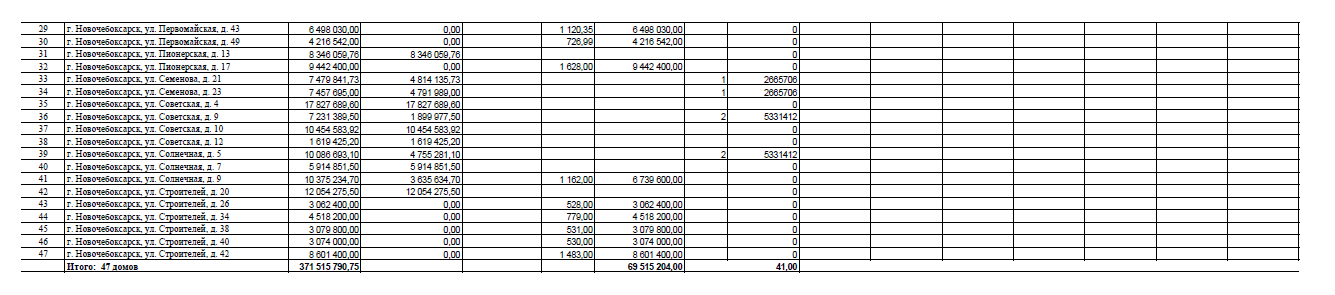 29 г. Новочебоксарск, ул. Первомайская, д. 43 6 498 030,00 0,00 1 120,35 6 498 030,00 0
30 г. Новочебоксарск, ул. Первомайская, д. 49 4 216 542,00 0,00 726,99 4 216 542,00 0
31 г. Новочебоксарск, ул. Пионерская, д. 13 8 346 059,76 8 346 059,76 0
32 г. Новочебоксарск, ул. Пионерская, д. 17 9 442 400,00 0,00 1 628,00 9 442 400,00 0
33 г. Новочебоксарск, ул. Семенова, д. 21 7 479 841,73 4 814 135,73 1 2665706
34 г. Новочебоксарск, ул. Семенова, д. 23 7 457 695,00 4 791 989,00 1 2665706
35 г. Новочебоксарск, ул. Советская, д. 4 17 827 689,60 17 827 689,60 0
36 г. Новочебоксарск, ул. Советская, д. 9 7 231 389,50 1 899 977,50 2 5331412
37 г. Новочебоксарск, ул. Советская, д. 10 10 454 583,92 10 454 583,92 0
38 г. Новочебоксарск, ул. Советская, д. 12 1 619 425,20 1 619 425,20 0
39 г. Новочебоксарск, ул. Солнечная, д. 5 10 086 693,10 4 755 281,10 2 5331412
40 г. Новочебоксарск, ул. Солнечная, д. 7 5 914 851,50 5 914 851,50 0
41 г. Новочебоксарск, ул. Солнечная, д. 9 10 375 234,70 3 635 634,70 1 162,00 6 739 600,00 0
42 г. Новочебоксарск, ул. Строителей, д. 20 12 054 275,50 12 054 275,50 0
43 г. Новочебоксарск, ул. Строителей, д. 26 3 062 400,00 0,00 528,00 3 062 400,00 0
44 г. Новочебоксарск, ул. Строителей, д. 34 4 518 200,00 0,00 779,00 4 518 200,00 0
45 г. Новочебоксарск, ул. Строителей, д. 38 3 079 800,00 0,00 531,00 3 079 800,00 0
46 г. Новочебоксарск, ул. Строителей, д. 40 3 074 000,00 0,00 530,00 3 074 000,00 0
47 г. Новочебоксарск, ул. Строителей, д. 42 8 601 400,00 0,00 1 483,00 8 601 400,00 0
Итого: 47 домов 371 515 790,75 69 515 204,00 41,00